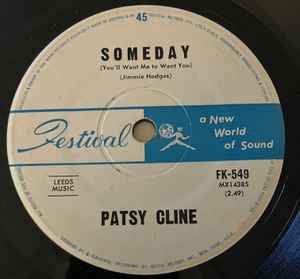 45
SOMEDAY
(You'll Want Me to Want You)
(Jimmie Hodges)
Festival
a New
World
of Sound
LEEDS
MUSIC
FK-549
MX14385
(2.49)
PATSY CLINE